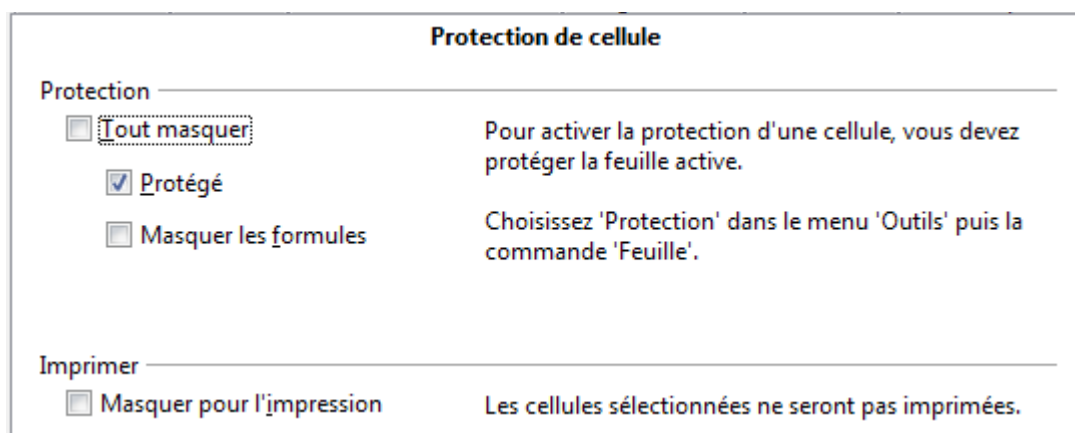 Protection de cellule
Protection
Tout masquer
Pour activer la protection d'une cellule, vous devez
protéger la feuille active.
Protégé
Masquer les formules
Choisissez 'Protection' dans le menu 'Outils' puis la
commande 'Feuille'.
Imprimer
Masquer pour l'impression
Les cellules sélectionnées ne seront pas imprimées.